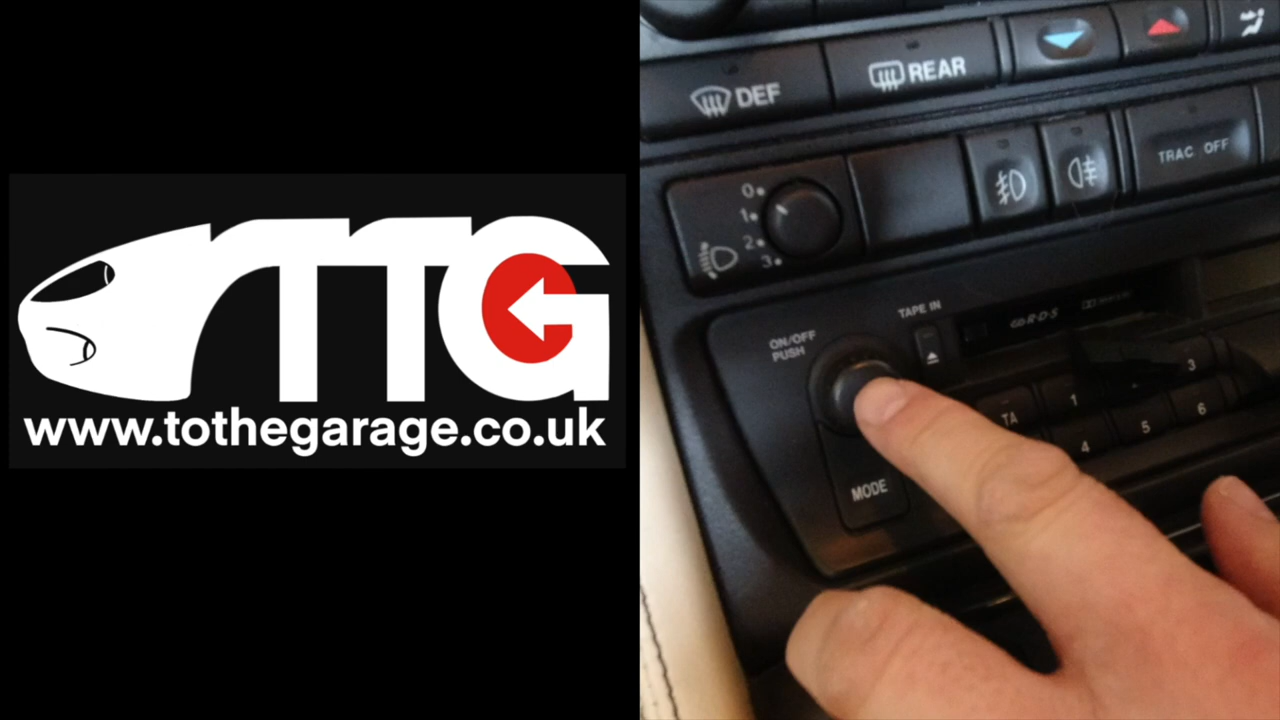 TTG
www.tothegarage.co.uk
DEF
REAR
TRAC OFF
0
1
2
3
TAPE IN
R·D·S
ON/OFF
PUSH
TA
1
3
4
5
6
MODE